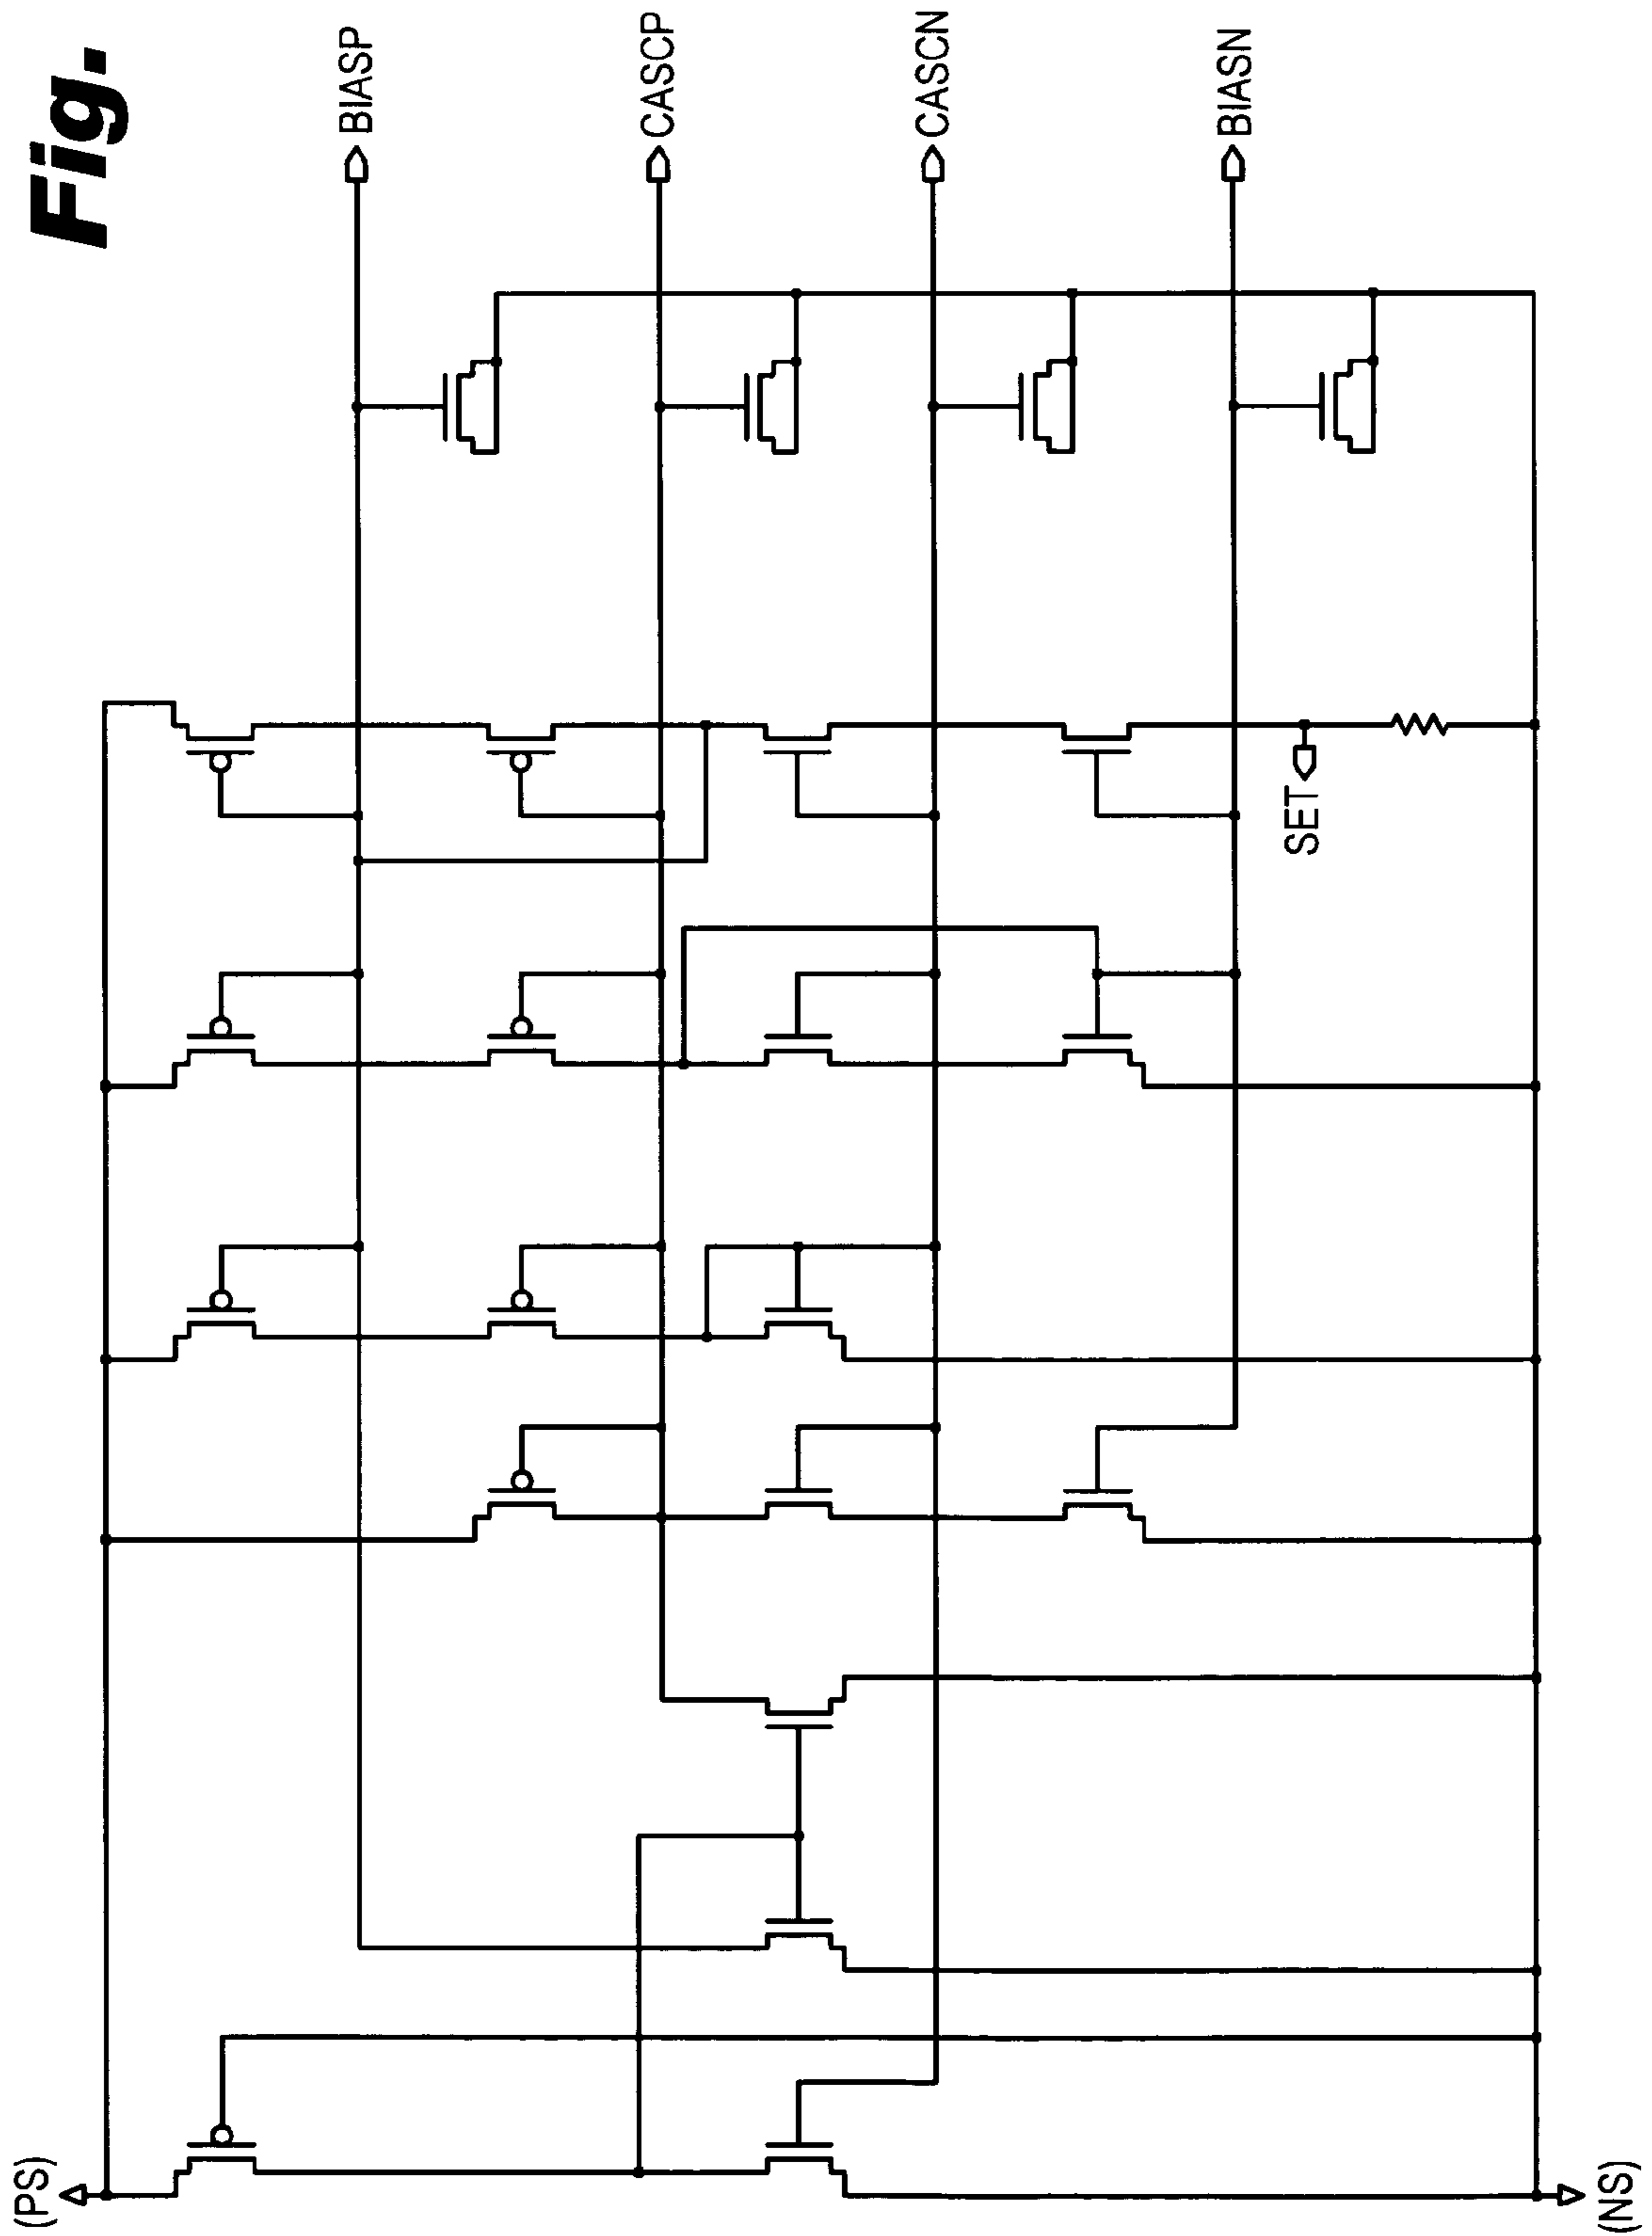 Fig.
BIASP
CASCP
CASCN
BIASN
SET
(PS)
(NS)